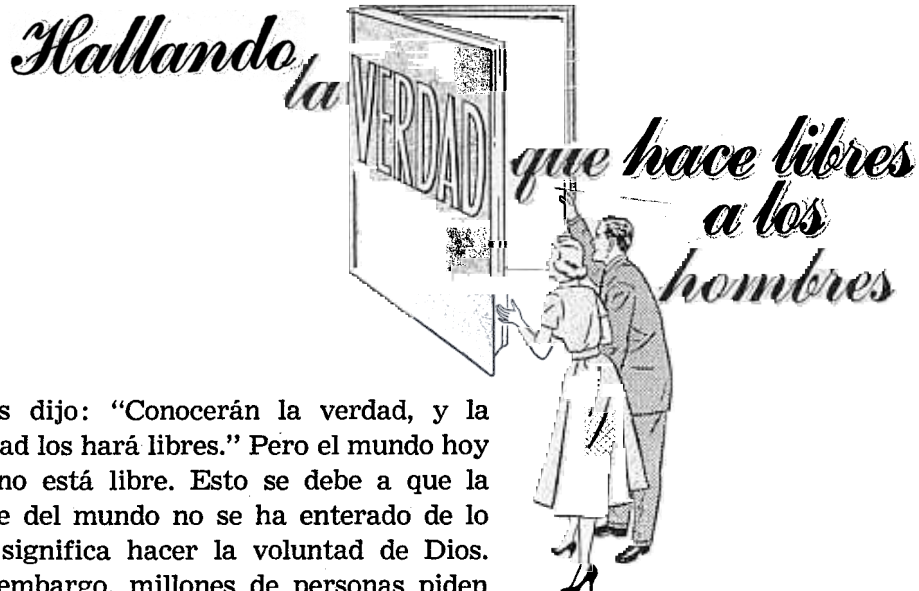 Hallando
la VERDAD
que hace libres
a los
hombres
s dijo: “Conocerán la verdad, y la
ad los hará libres.” Pero el mundo hoy
no está libre. Esto se debe a que la
e del mundo no se ha enterado de lo
significa hacer la voluntad de Dios.
embargo, millones de personas piden